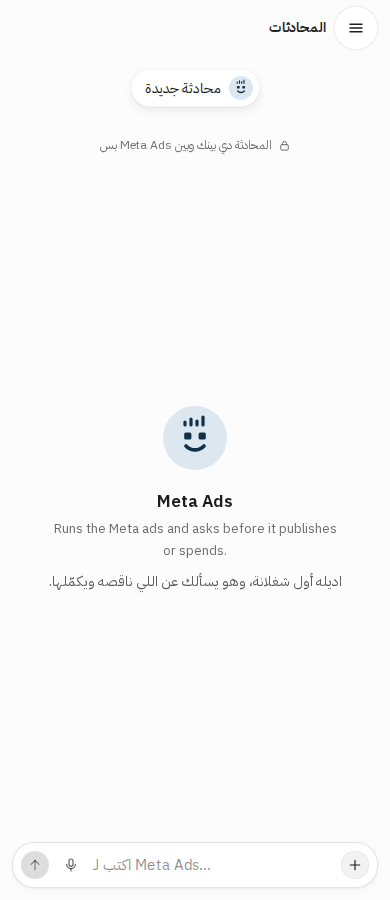 المحادثات
محادثة جديدة
المحادثة دي بينك وبين Meta Ads بس
Meta Ads
Runs the Meta ads and asks before it publishes
or spends.
اديله أول شغلانة، وهو يسألك عن اللي ناقصه ويكمّلها.
اكتب لـ Meta Ads...